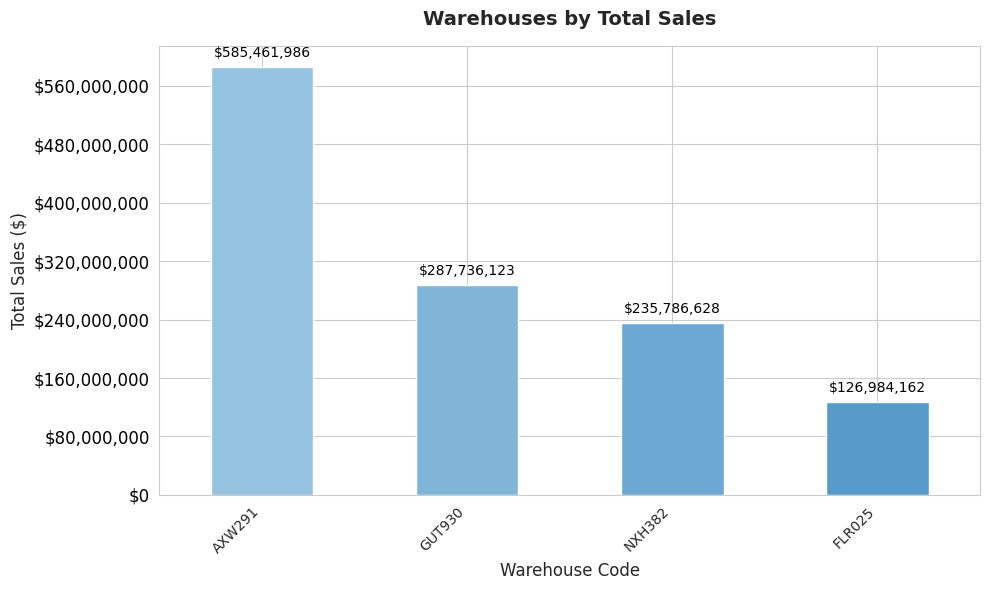 Warehouses by Total Sales
$585,461,986
$287,736,123
$235,786,628
$126,984,162
$560,000,000
$480,000,000
$400,000,000
$320,000,000
$240,000,000
$160,000,000
$80,000,000
$0
Total Sales ($)
AXW291
GUT930
NXH382
FLR025
Warehouse Code